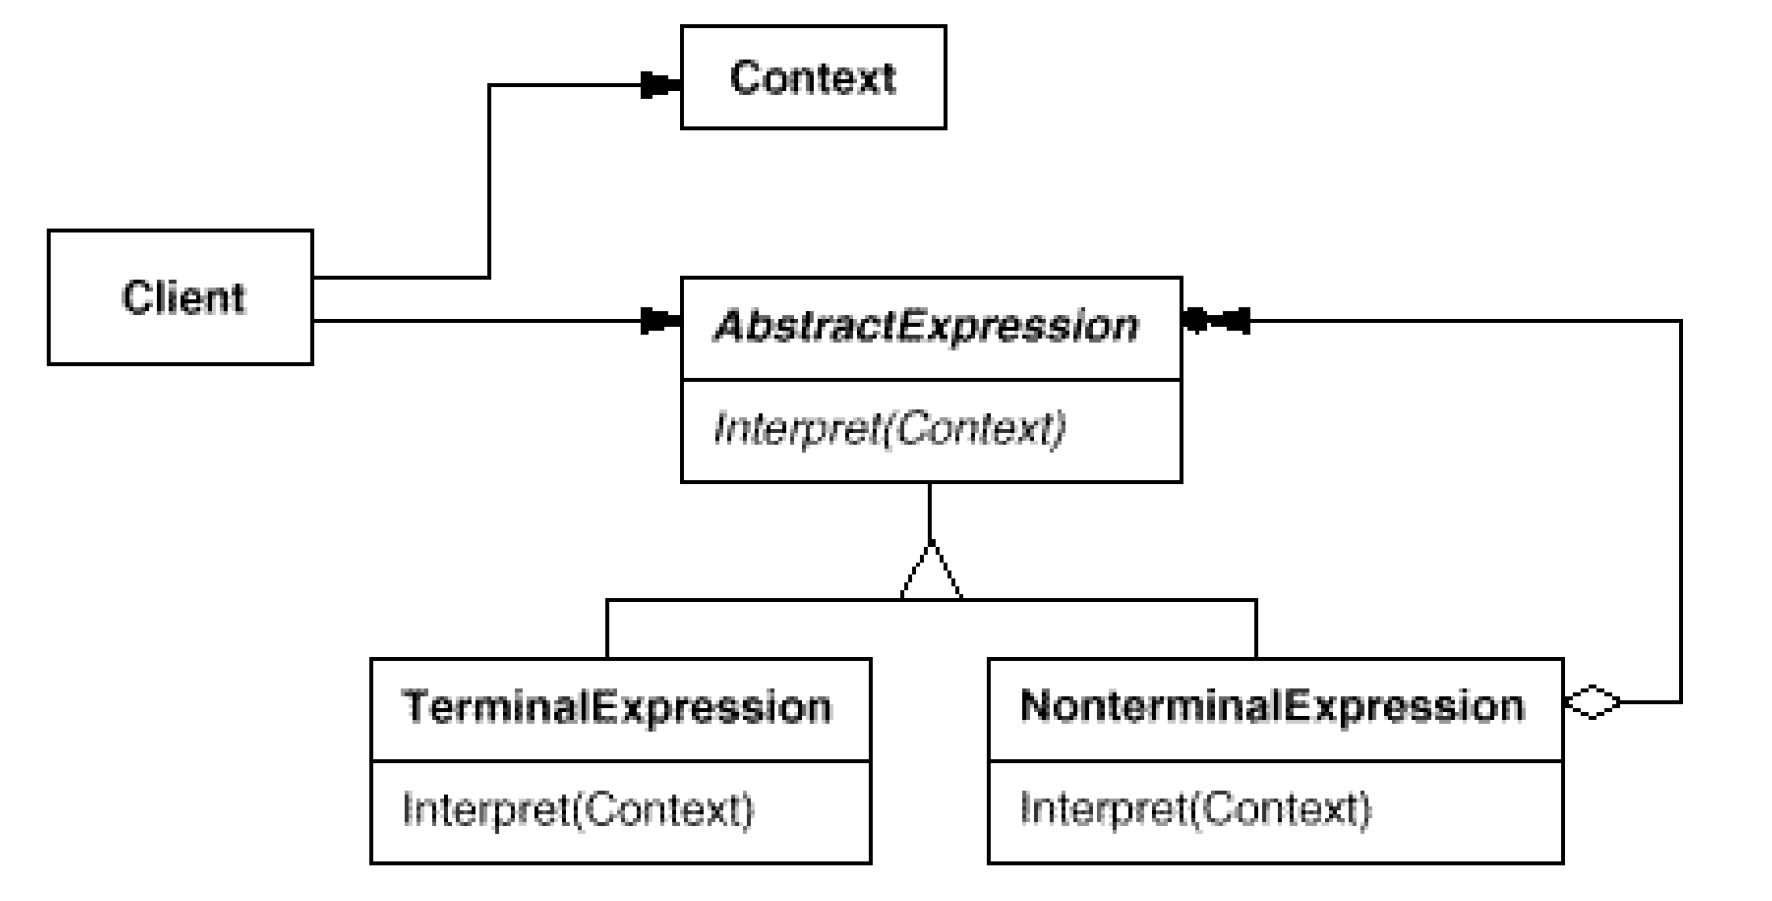 Context
Client
AbstractExpression
Interpret(Context)
TerminalExpression
Interpret(Context)
NonterminalExpression
Interpret(Context)